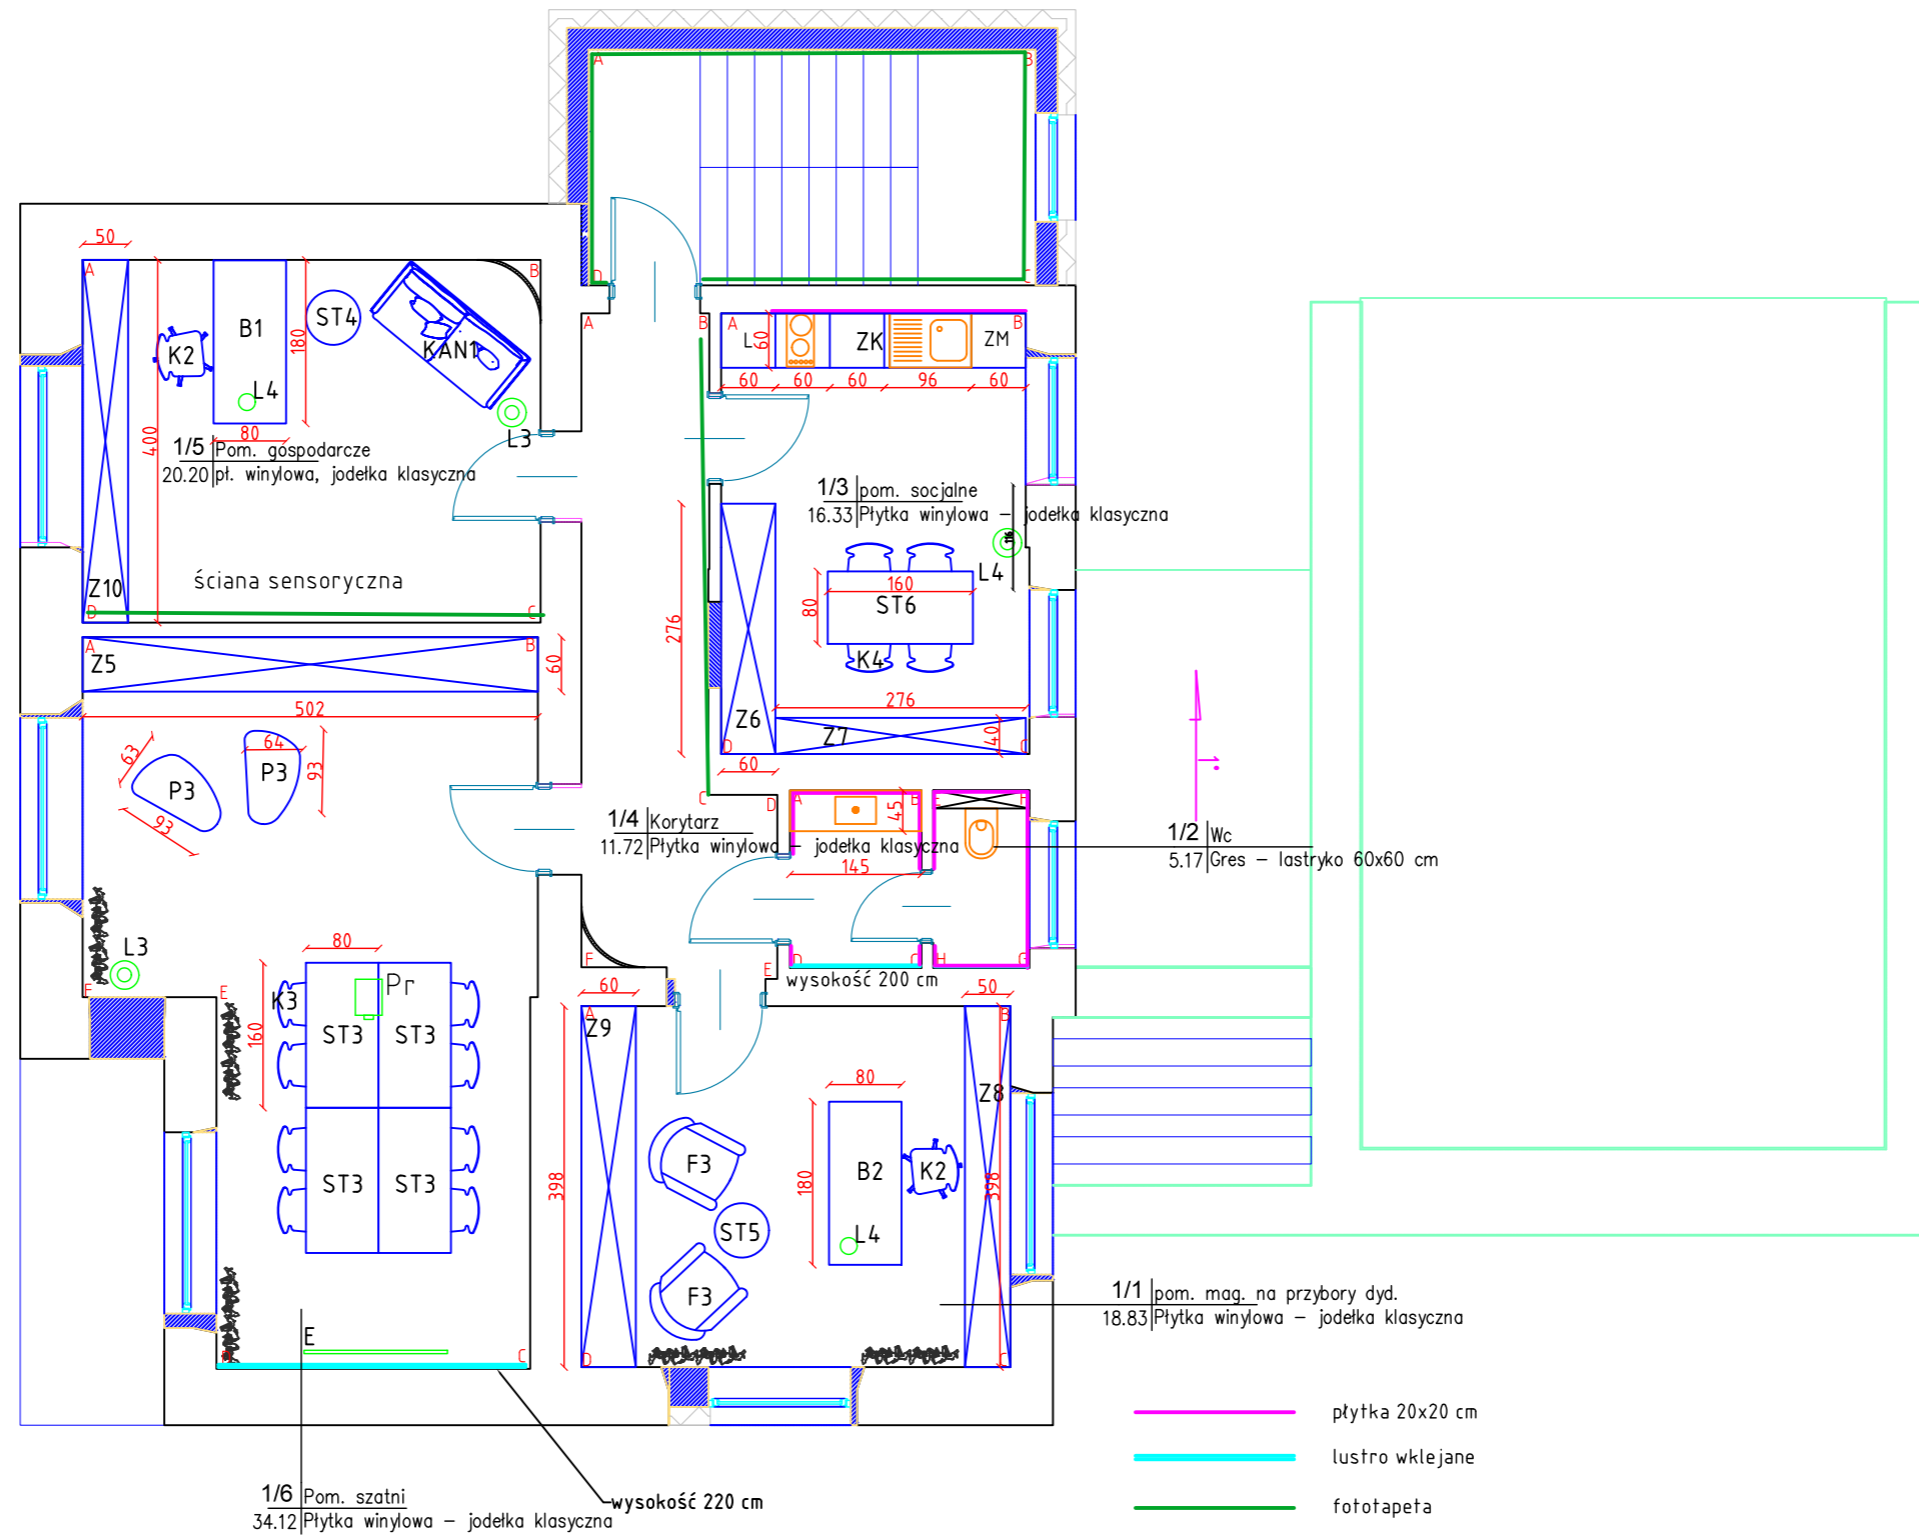 A
B
D
C
50
A
B
400
180
80
K2
B1
L4
ST4
KAN1
L3
1/5 Pom. gospodarcze
20.20 pł. winylowa, jodełka klasyczna
ściana sensoryczna
Z10
D
C
A
B
A
B
L
60
ZK
ZM
60
60
60
96
60
1/3 pom. socjalne
16.33 Płytka winylowa – jodełka klasyczna
116
L4
160
80
ST6
K4
276
276
Z6
Z7
40
D
C
60
A
B
Z5
60
502
63
P3
93
64
P3
93
L3
F
E
C
D
1/4 Korytarz
11.72 Płytka winylowa – jodełka klasyczna
A
B
45
145
E
F
D
C
H
G
1/2 Wc
5.17 Gres – lastryko 60x60 cm
1:
F
E
wysokość 200 cm
80
K3
Pr
160
ST3
ST3
ST3
ST3
E
C
60
50
A
B
Z9
Z8
398
398
F3
ST5
F3
80
180
B2
K2
L4
D
C
1/1 pom. mag. na przybory dyd.
18.83 Płytka winylowa – jodełka klasyczna
1/6 Pom. szatni
34.12 Płytka winylowa – jodełka klasyczna
wysokość 220 cm
płytka 20x20 cm
lustro wklejane
fototapeta